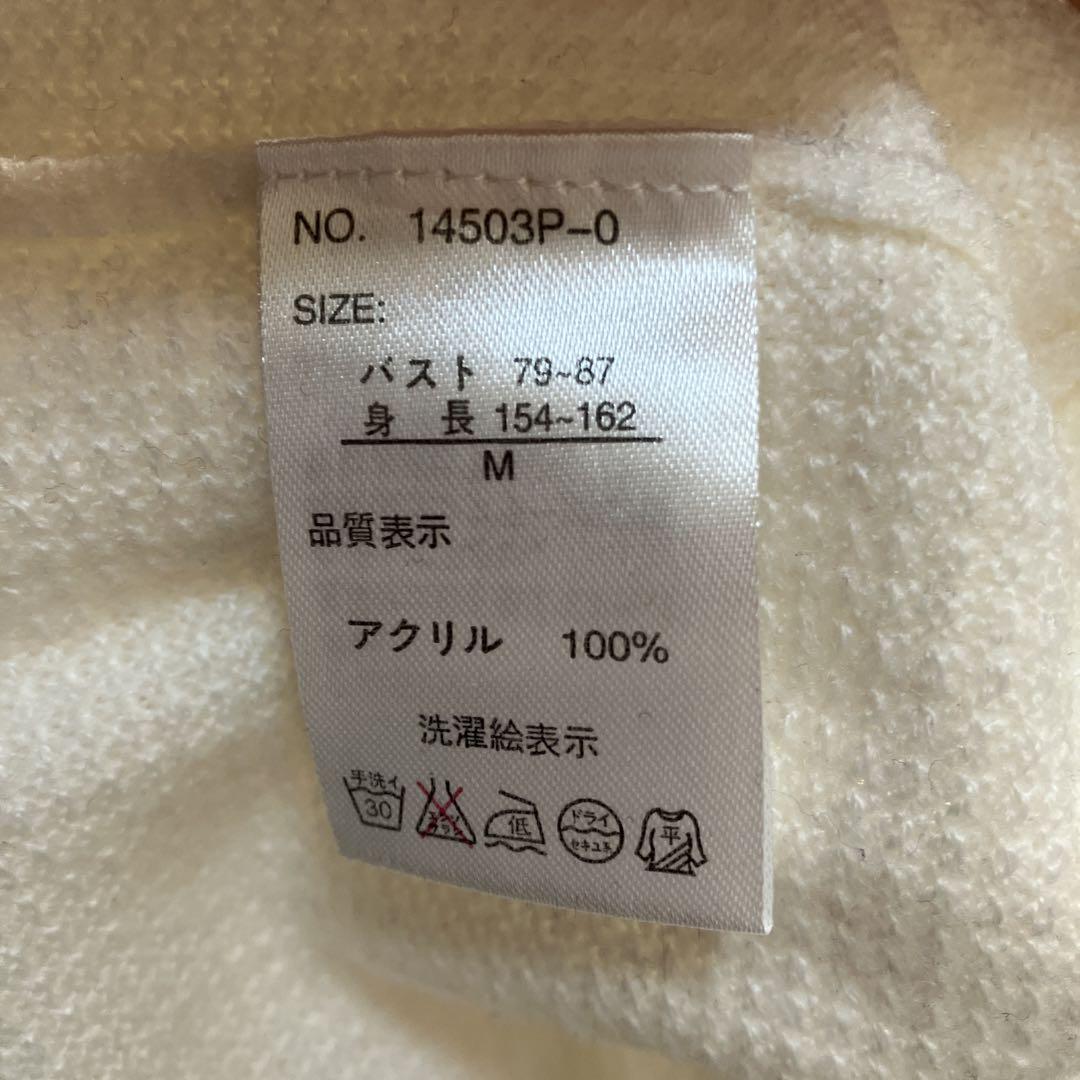 NO. 14503P-0
SIZE:
バスト 79~87
身 長 154~162
M
品質表示
アクリル 100%
洗濯絵表示
手洗イ 30
低
ドライ セキユ系
平